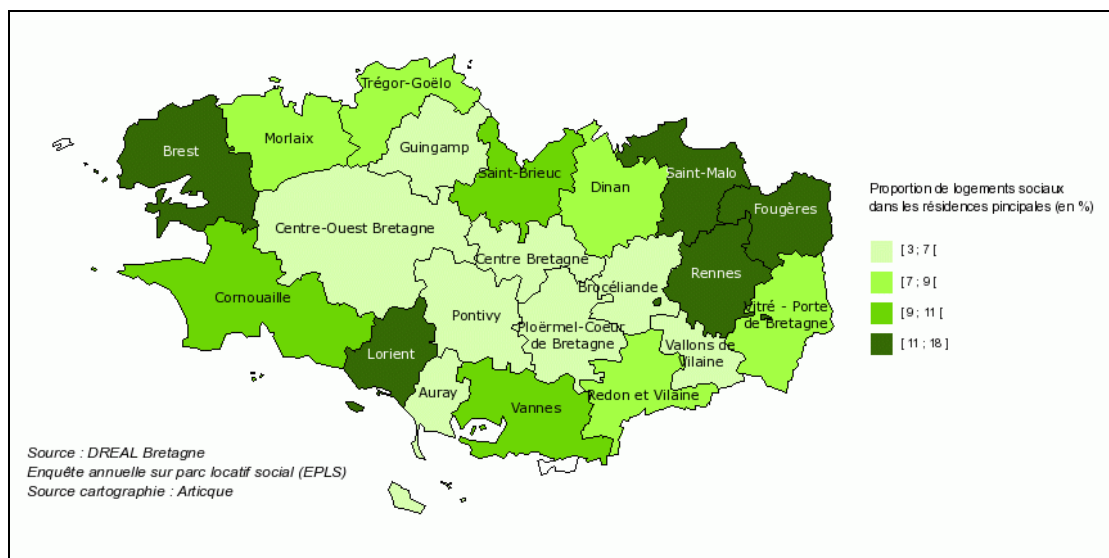 Trégor-Goëlo
Morlaix
Guingamp
Brest
Saint-Brieuc
Dinan
Saint-Malo
Fougères
Centre-Ouest Bretagne
Centre Bretagne
Rennes
Brocéliande
Cornouaille
Pontivy
Ploërmel-Coeur
de Bretagne
Vitré - Porte
de Bretagne
Lorient
Vallons de
Vilaine
Auray
Vannes
Redon et Vilaine
Proportion de logements sociaux
dans les résidences pincipales (en %)
[ 3 ; 7 [
[ 7 ; 9 [
[ 9 ; 11 [
[ 11 ; 18 ]
Source : DREAL Bretagne
Enquête annuelle sur parc locatif social (EPLS)
Source cartographie : Articque